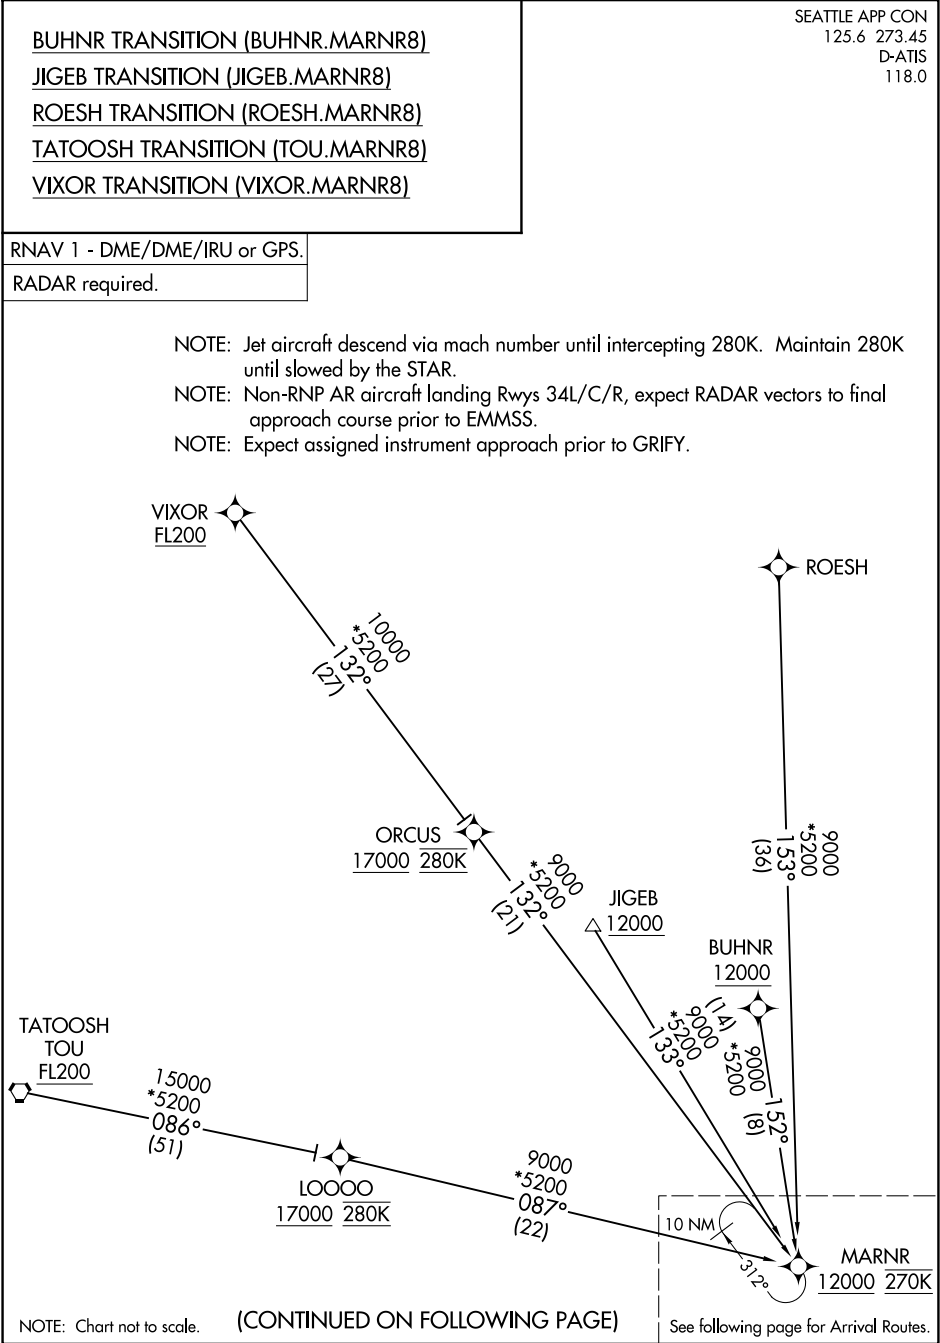 BUHNR TRANSITION (BUHNR.MARNR8)
JIGEB TRANSITION (JIGEB.MARNR8)
ROESH TRANSITION (ROESH.MARNR8)
TATOOSH TRANSITION (TOU.MARNR8)
VIXOR TRANSITION (VIXOR.MARNR8)
SEATTLE APP CON
125.6 273.45
D-ATIS
118.0
RNAV 1 - DME/DME/IRU or GPS.
RADAR required.
NOTE: Jet aircraft descend via mach number until intercepting 280K. Maintain 280K
until slowed by the STAR.
NOTE: Non-RNP AR aircraft landing Rwys 34L/C/R, expect RADAR vectors to final
approach course prior to EMMSS.
NOTE: Expect assigned instrument approach prior to GRIFY.
VIXOR
FL200
ROESH
10000
*5200
132°
(27)
ORCUS
17000 280K
9000
*5200
132°
(21)
9000
*5200
153°
(36)
JIGEB
12000
BUHNR
12000
(14)
9000
*5200
133°
9000
*5200
152°
(8)
TATOOSH
TOU
FL200
15000
*5200
086°
(51)
LOOOO
17000 280K
9000
*5200
087°
(22)
10 NM
312°
MARNR
12000 270K
NOTE: Chart not to scale.
(CONTINUED ON FOLLOWING PAGE)
See following page for Arrival Routes.